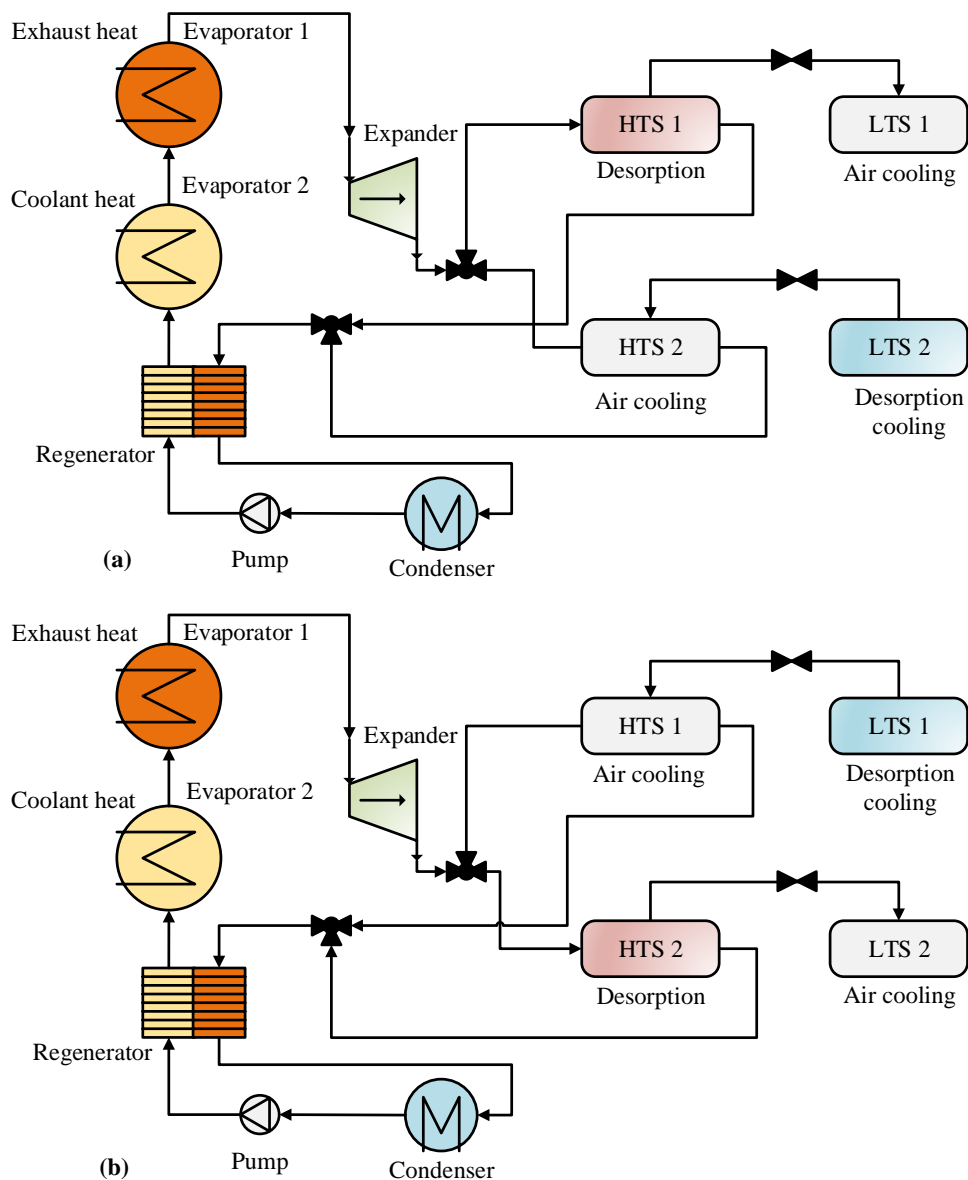 Exhaust heat
Evaporator 1
Expander
HTS 1
LTS 1
Desorption
Air cooling
Coolant heat
Evaporator 2
HTS 2
LTS 2
Air cooling
Desorption
cooling
Regenerator
Pump
Condenser
(a)
Exhaust heat
Evaporator 1
Expander
HTS 1
LTS 1
Air cooling
Desorption
cooling
Coolant heat
Evaporator 2
HTS 2
LTS 2
Desorption
Air cooling
Regenerator
Pump
Condenser
(b)